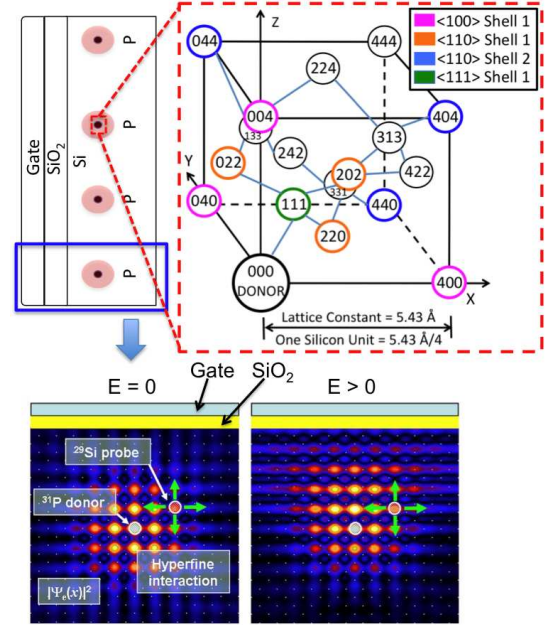 Gate
SiO2
Si
P
P
P
P
Z
Y
X
044
444
224
004
404
133
313
242
022
202
422
331
040
111
440
220
000
DONOR
400
<100> Shell 1
<110> Shell 1
<110> Shell 2
<111> Shell 1
Lattice Constant = 5.43 Å
One Silicon Unit = 5.43 Å/4
E = 0
Gate
SiO2
E > 0
29Si probe
31P donor
Hyperfine
interaction
|Ψe(x)|2